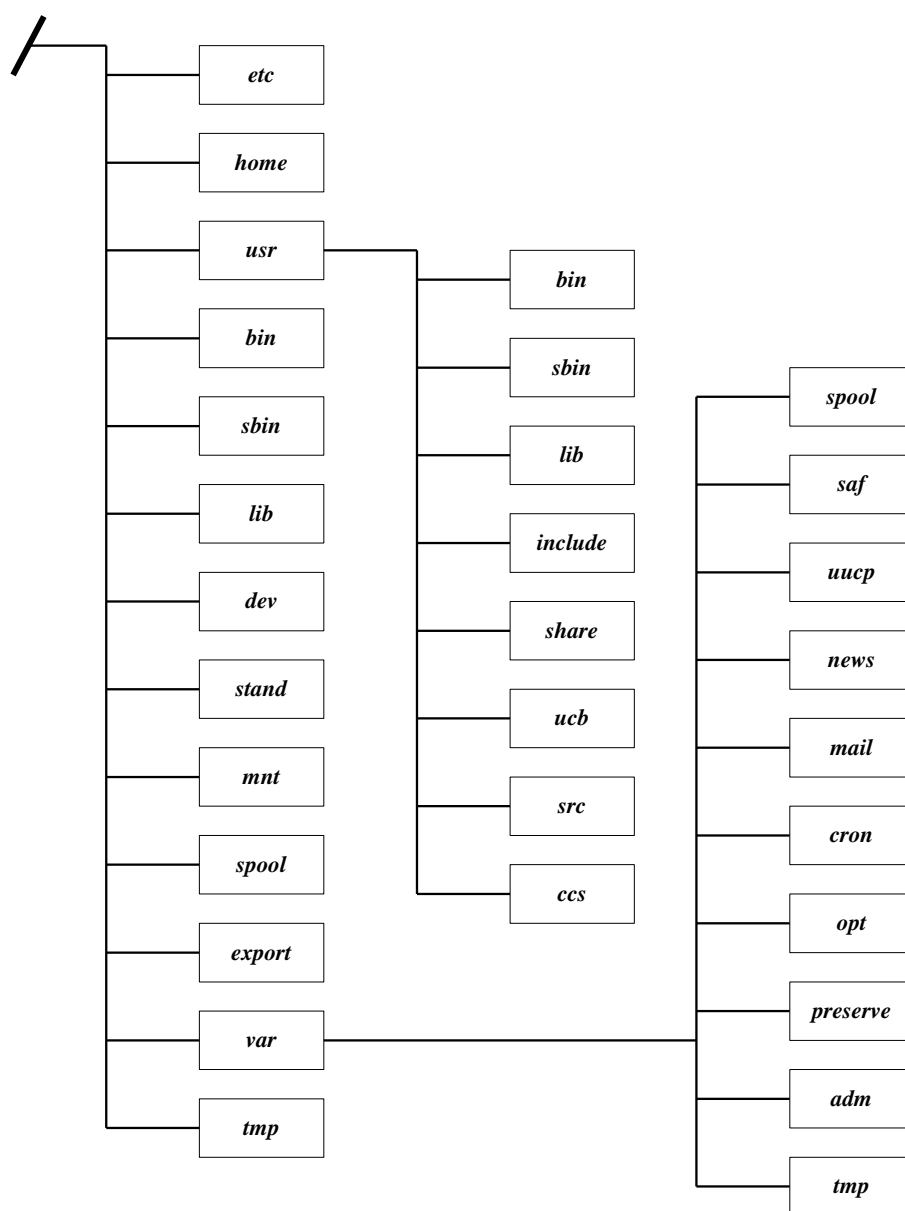 etc
home
usr
bin
sbin
lib
dev
stand
mnt
spool
export
var
tmp
bin
sbin
lib
include
share
ucb
src
ccs
spool
saf
uucp
news
mail
cron
opt
preserve
adm
tmp